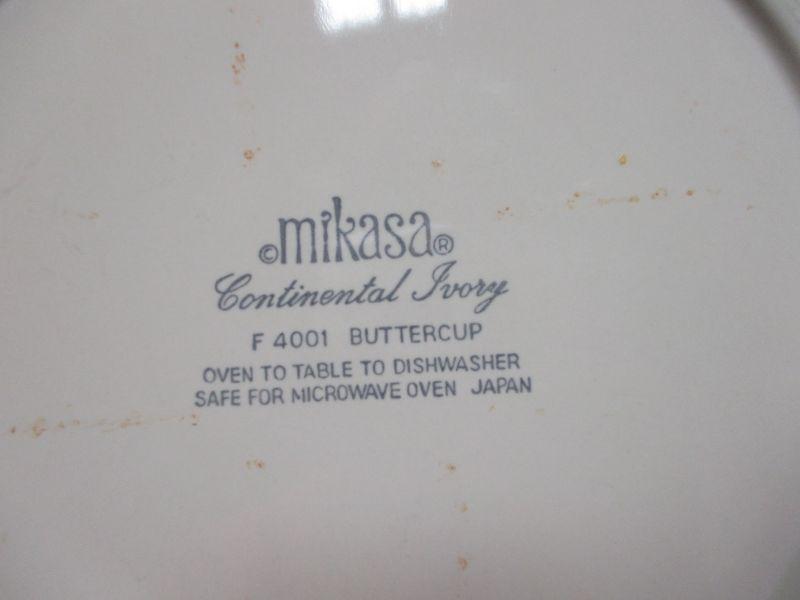 ©mikasa®
Continental Ivory
F 4001 BUTTERCUP
OVEN TO TABLE TO DISHWASHER
SAFE FOR MICROWAVE OVEN JAPAN